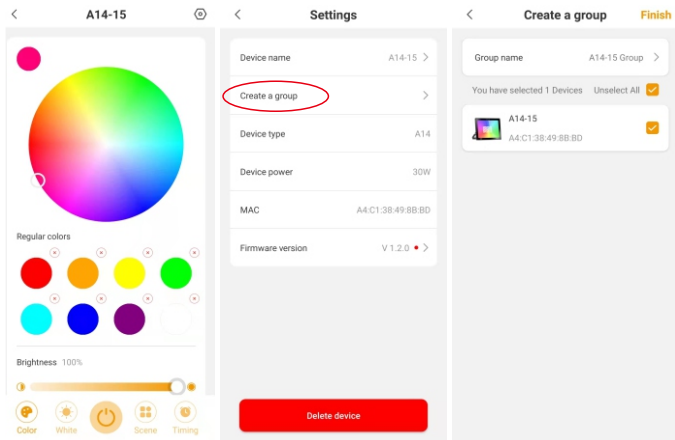 A14-15
Regular colors
Brightness 100%
Color White Scene Timing
Settings
Device name A14-15
Create a group
Device type A14
Device power 30W
MAC A4:C1:38:49:8B:BD
Firmware version V 1.2.0
Delete device
Create a group Finish
Group name A14-15 Group
You have selected 1 Devices Unselect All
A14-15
A4:C1:38:49:8B:BD